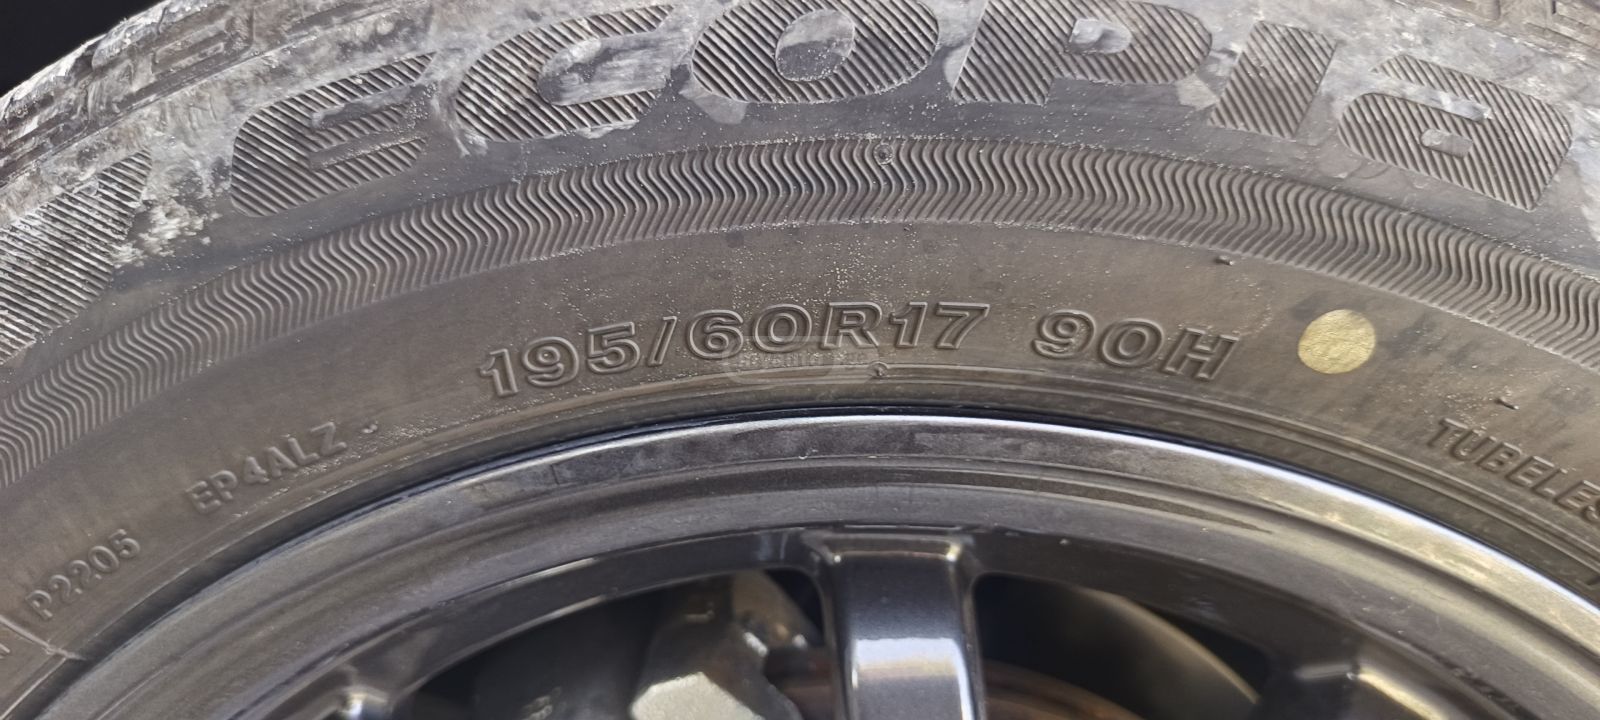 ECOPIA
195/60R17 90H
TUBELES
EP4ALZ
P2205